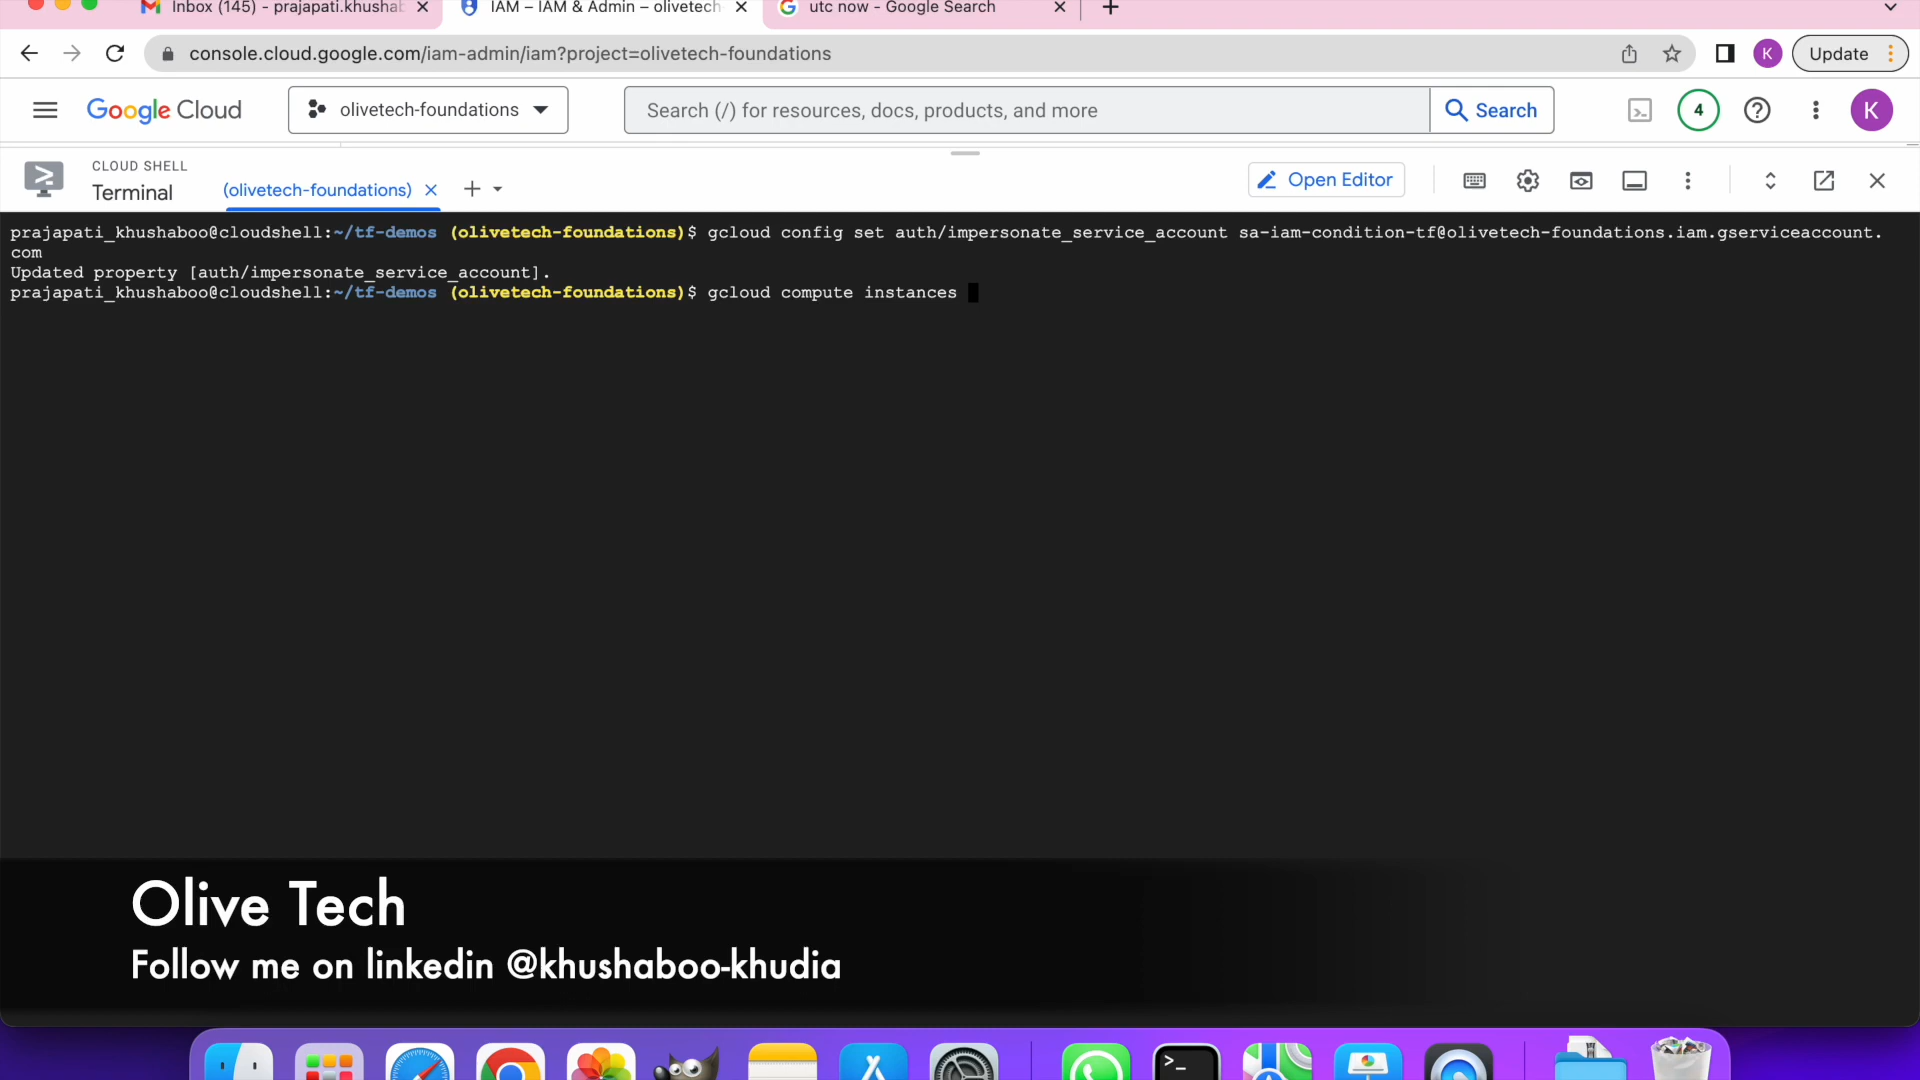 Inbox (145) - prajapati.khushab
IAM – IAM & Admin – olivetech
utc now - Google Search
console.cloud.google.com/iam-admin/iam?project=olivetech-foundations
K
Update
Google Cloud
olivetech-foundations
Search (/) for resources, docs, products, and more
Search
4
K
CLOUD SHELL
Terminal
(olivetech-foundations)
Open Editor
prajapati_khushaboo@cloudshell:~/tf-demos (olivetech-foundations)$ gcloud config set auth/impersonate_service_account sa-iam-condition-tf@olivetech-foundations.iam.gserviceaccount.
com
Updated property [auth/impersonate_service_account].
prajapati_khushaboo@cloudshell:~/tf-demos (olivetech-foundations)$ gcloud compute instances
Olive Tech
Follow me on linkedin @khushaboo-khudia